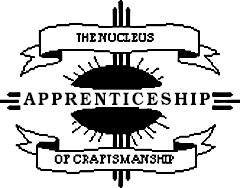 THE NUCLEUS
APPRENTICESHIP
OF CRAFTSMANSHIP